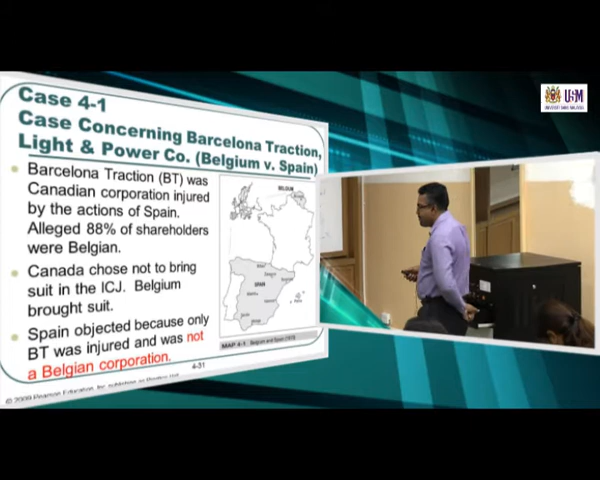 Case 4-1
Case Concerning Barcelona Traction,
Light & Power Co. (Belgium v. Spain)
Barcelona Traction (BT) was
Canadian corporation injured
by the actions of Spain.
Alleged 88% of shareholders
were Belgian.
Canada chose not to bring
suit in the ICJ. Belgium
brought suit.
Spain objected because only
BT was injured and was not
a Belgian corporation.
BELGIUM
SPAIN
MAP 4-1
4-31
© 2009 Pearson Education, Inc. publishing as Prentice Hall
USM